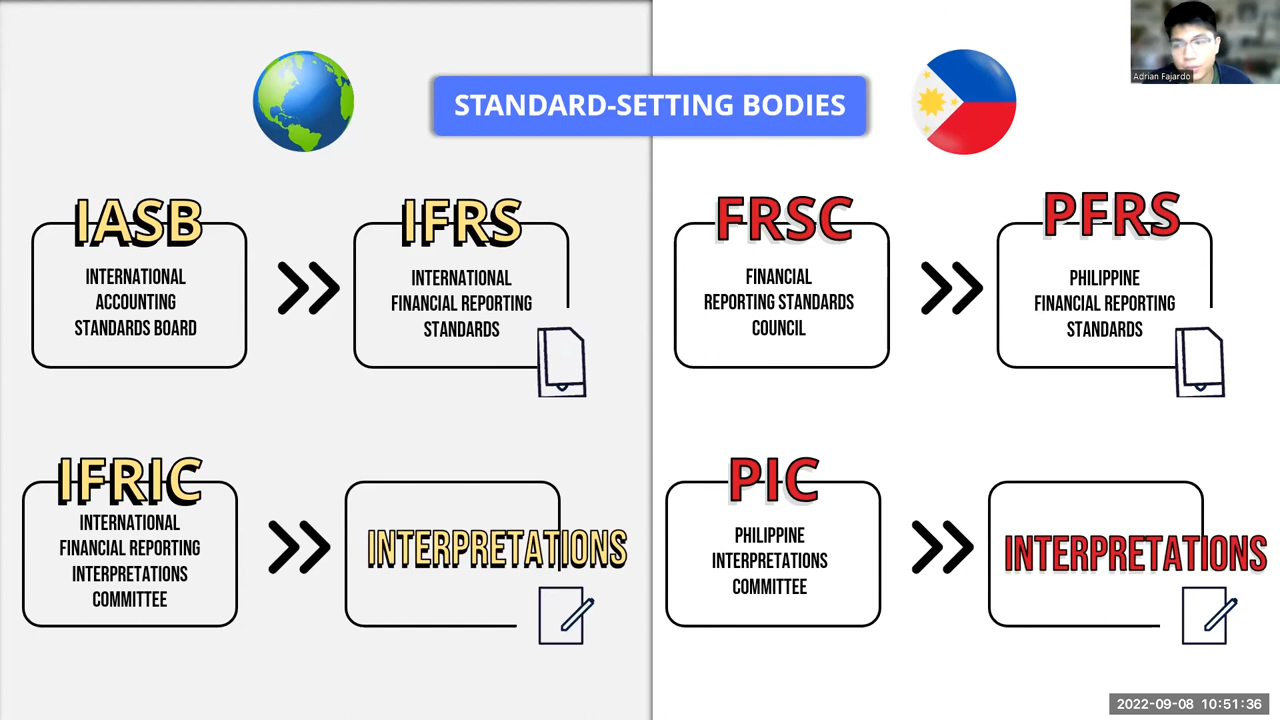 Adrian Fajardo
STANDARD-SETTING BODIES
IASB
INTERNATIONAL
ACCOUNTING
STANDARDS BOARD
IFRS
INTERNATIONAL
FINANCIAL REPORTING
STANDARDS
FRSC
FINANCIAL
REPORTING STANDARDS
COUNCIL
PFRS
PHILIPPINE
FINANCIAL REPORTING
STANDARDS
IFRIC
INTERNATIONAL
FINANCIAL REPORTING
INTERPRETATIONS
COMMITTEE
INTERPRETATIONS
PIC
PHILIPPINE
INTERPRETATIONS
COMMITTEE
INTERPRETATIONS
2022-09-08 10:51:36